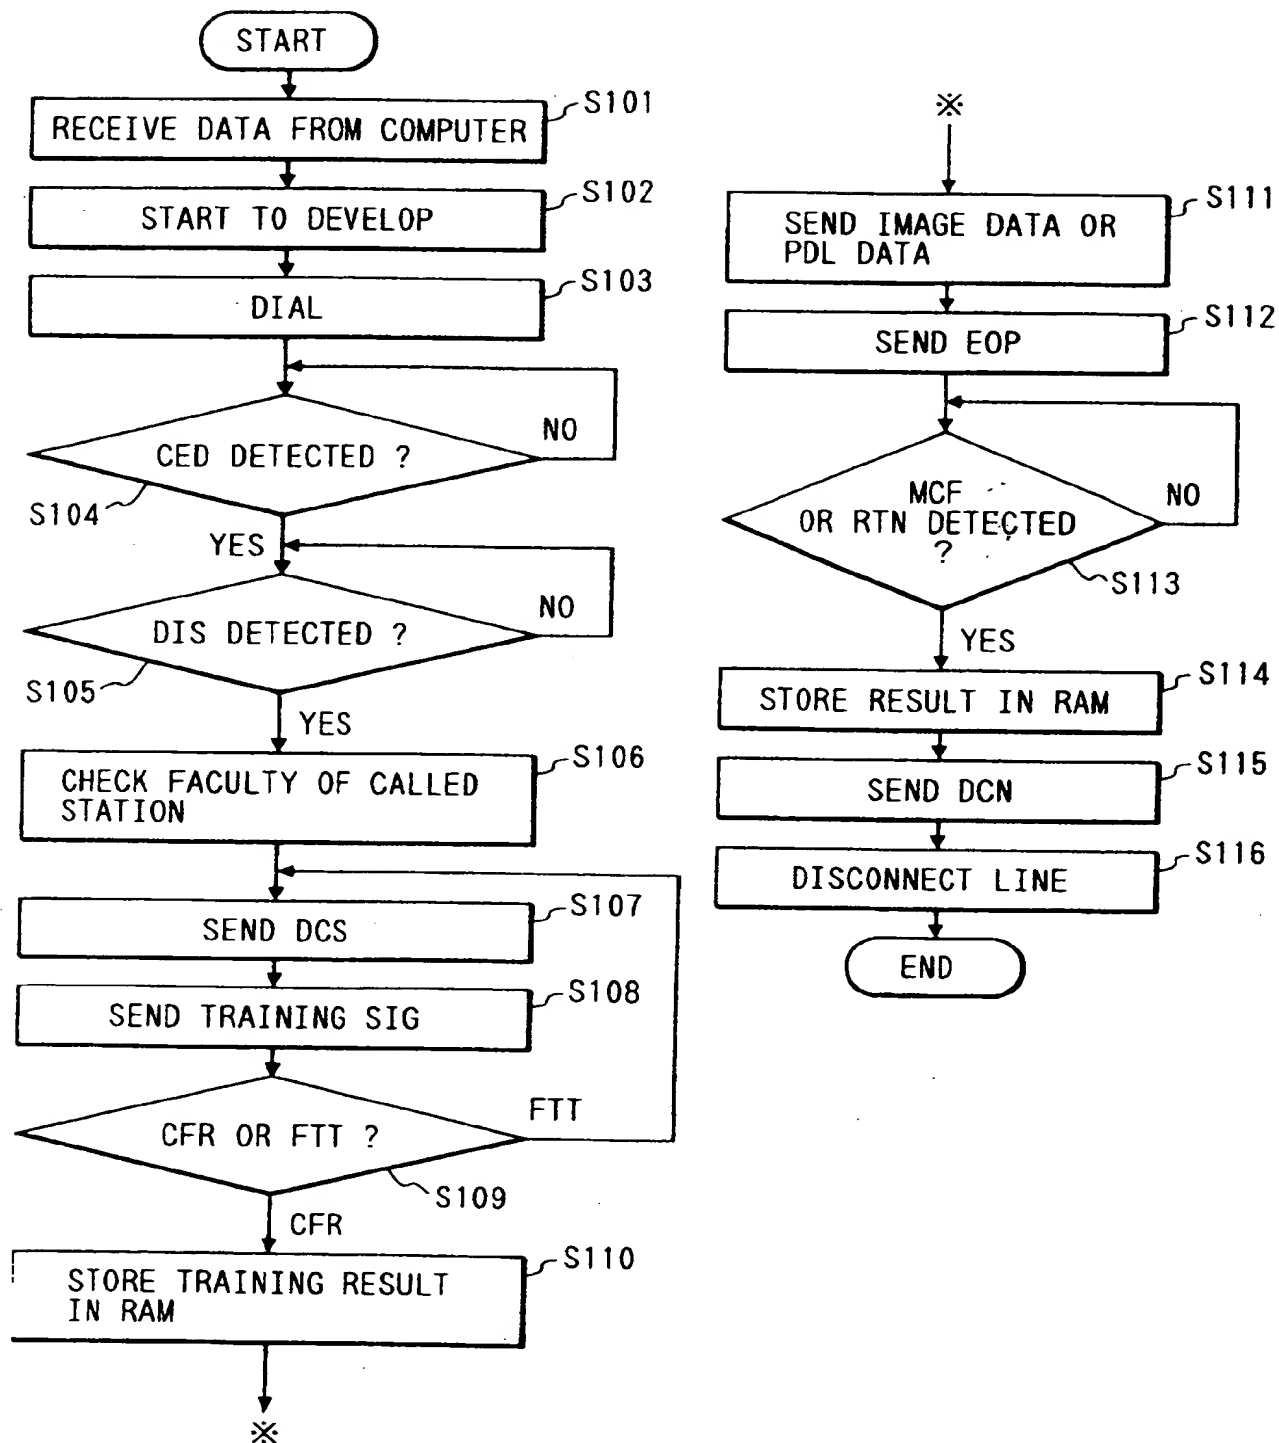 START
RECEIVE DATA FROM COMPUTER
S101
START TO DEVELOP
S102
DIAL
S103
CED DETECTED ?
NO
S104
YES
DIS DETECTED ?
NO
S105
YES
CHECK FACULTY OF CALLED
STATION
S106
SEND DCS
S107
SEND TRAINING SIG
S108
CFR OR FTT ?
FTT
S109
CFR
STORE TRAINING RESULT
IN RAM
S110
※
※
SEND IMAGE DATA OR
PDL DATA
S111
SEND EOP
S112
MCF
OR RTN DETECTED
?
NO
S113
YES
STORE RESULT IN RAM
S114
SEND DCN
S115
DISCONNECT LINE
S116
END